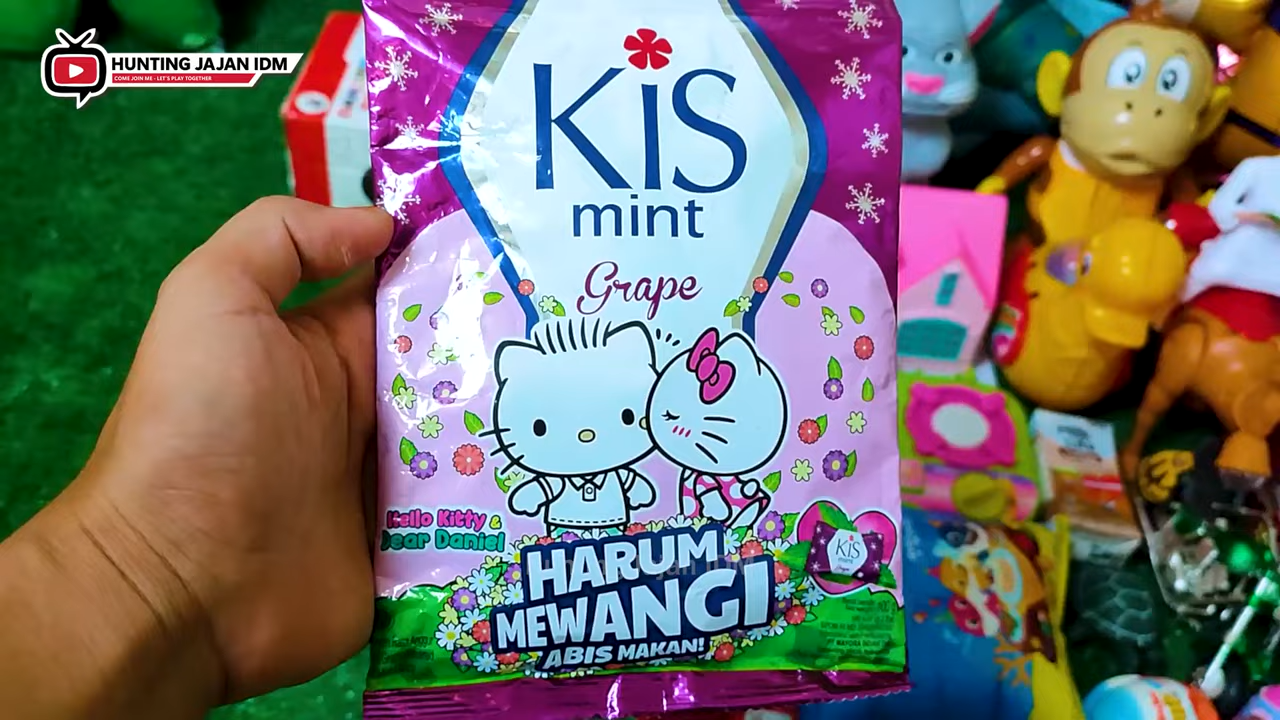 HUNTING JAJAN IDM
COME JOIN ME - LET'S PLAY TOGETHER
KiS
mint
Grape
Hello Kitty &
Dear Daniel
KiS
mint
HARUM
MEWANGI
ABIS MAKAN!